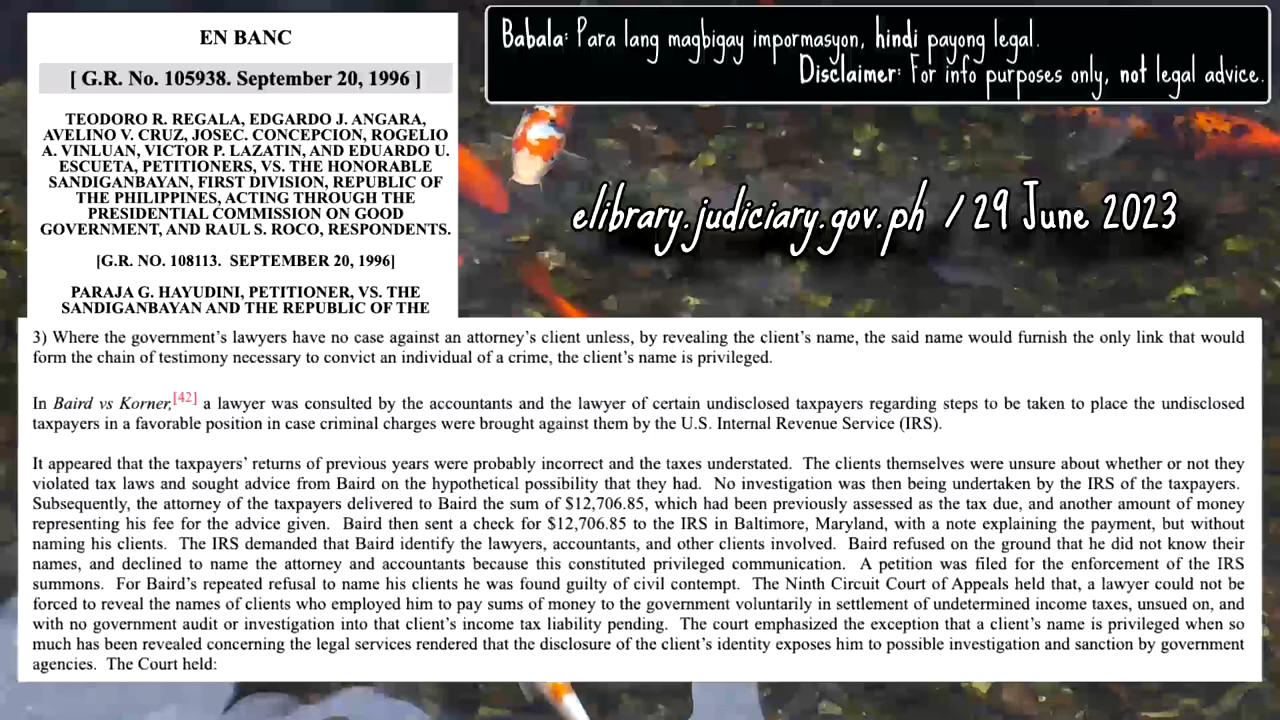 EN BANC
[ G.R. No. 105938. September 20, 1996 ]
TEODORO R. REGALA, EDGARDO J. ANGARA,
AVELINO V. CRUZ, JOSEC. CONCEPCION, ROGELIO
A. VINLUAN, VICTOR P. LAZATIN, AND EDUARDO U.
ESCUETA, PETITIONERS, VS. THE HONORABLE
SANDIGANBAYAN, FIRST DIVISION, REPUBLIC OF
THE PHILIPPINES, ACTING THROUGH THE
PRESIDENTIAL COMMISSION ON GOOD
GOVERNMENT, AND RAUL S. ROCO, RESPONDENTS.
[G.R. NO. 108113. SEPTEMBER 20, 1996]
PARAJA G. HAYUDINI, PETITIONER, VS. THE
SANDIGANBAYAN AND THE REPUBLIC OF THE
Babala: Para lang magbigay impormasyon, hindi payong legal.
Disclaimer: For info purposes only, not legal advice.
elibrary.judiciary.gov.ph / 29 June 2023
3) Where the government's lawyers have no case against an attorney's client unless, by revealing the client's name, the said name would furnish the only link that would
form the chain of testimony necessary to convict an individual of a crime, the client's name is privileged.
In Baird vs Korner,[42] a lawyer was consulted by the accountants and the lawyer of certain undisclosed taxpayers regarding steps to be taken to place the undisclosed
taxpayers in a favorable position in case criminal charges were brought against them by the U.S. Internal Revenue Service (IRS).
It appeared that the taxpayers' returns of previous years were probably incorrect and the taxes understated. The clients themselves were unsure about whether or not they
violated tax laws and sought advice from Baird on the hypothetical possibility that they had. No investigation was then being undertaken by the IRS of the taxpayers.
Subsequently, the attorney of the taxpayers delivered to Baird the sum of $12,706.85, which had been previously assessed as the tax due, and another amount of money
representing his fee for the advice given. Baird then sent a check for $12,706.85 to the IRS in Baltimore, Maryland, with a note explaining the payment, but without
naming his clients. The IRS demanded that Baird identify the lawyers, accountants, and other clients involved. Baird refused on the ground that he did not know their
names, and declined to name the attorney and accountants because this constituted privileged communication. A petition was filed for the enforcement of the IRS
summons. For Baird's repeated refusal to name his clients he was found guilty of civil contempt. The Ninth Circuit Court of Appeals held that, a lawyer could not be
forced to reveal the names of clients who employed him to pay sums of money to the government voluntarily in settlement of undetermined income taxes, unsued on, and
with no government audit or investigation into that client's income tax liability pending. The court emphasized the exception that a client's name is privileged when so
much has been revealed concerning the legal services rendered that the disclosure of the client's identity exposes him to possible investigation and sanction by government
agencies. The Court held: